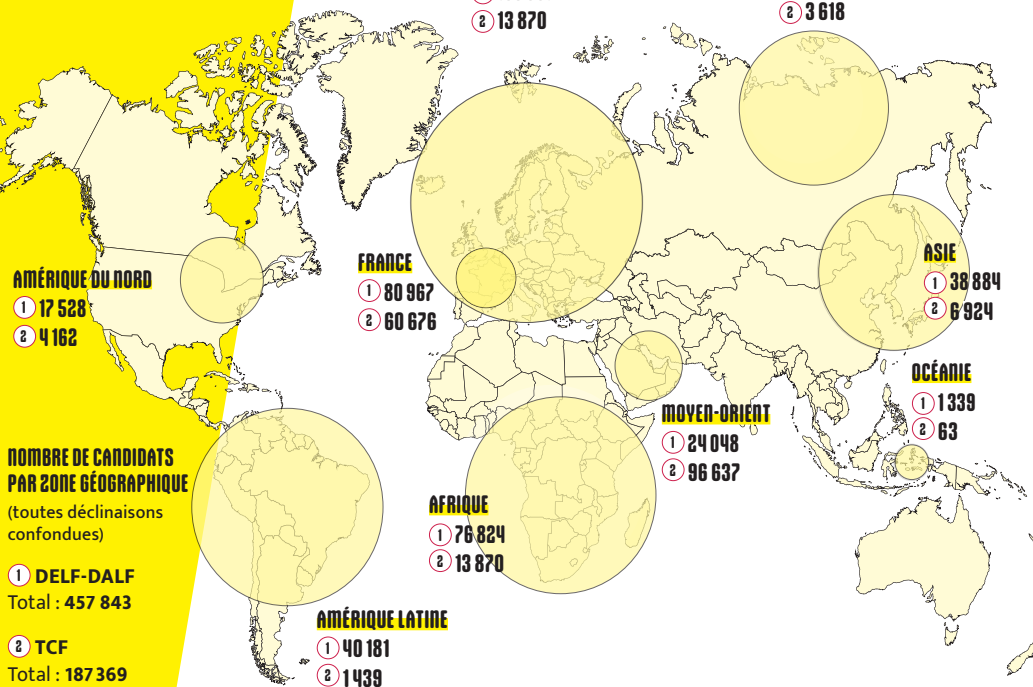 ② 13 870
② 3 618
AMÉRIQUE DU NORD
① 17 528
② 4 162
FRANCE
① 80 967
② 60 676
ASIE
① 38 884
② 6 924
OCÉANIE
① 1 339
② 63
MOYEN-ORIENT
① 24 048
② 96 637
AFRIQUE
① 76 824
② 13 870
AMÉRIQUE LATINE
① 40 181
② 1 439
NOMBRE DE CANDIDATS
PAR ZONE GÉOGRAPHIQUE
(toutes déclinaisons
confondues)
① DELF-DALF
Total : 457 843
② TCF
Total : 187 369